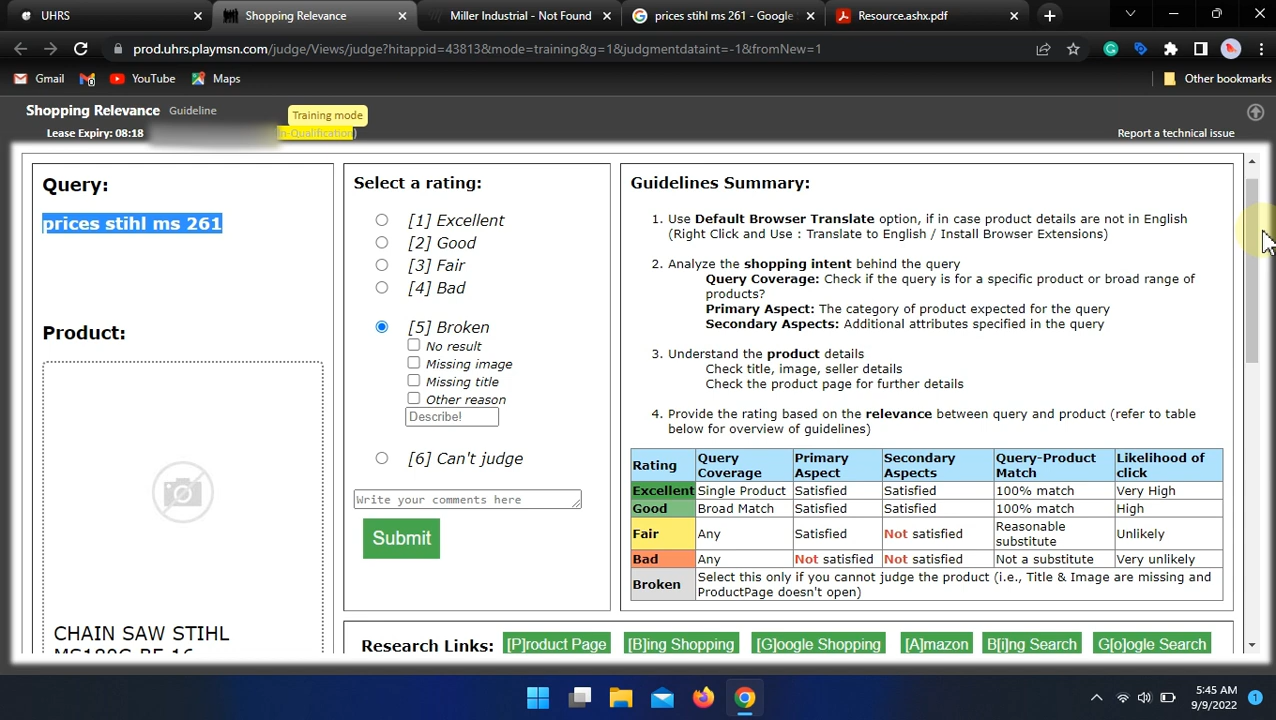 UHRS
Shopping Relevance
Miller Industrial - Not Found
prices stihl ms 261 - Google
Resource.ashx.pdf
prod.uhrs.playmsn.com/judge/Views/judge?hitappid=43813&mode=training&g=1&judgmentdataint=-1&fromNew=1
Gmail
YouTube
Maps
Other bookmarks
Shopping Relevance
Guideline
Training mode
Lease Expiry: 08:18
n-Qualification)
Report a technical issue
Query:
prices stihl ms 261
Product:
CHAIN SAW STIHL
Select a rating:
[1] Excellent
[2] Good
[3] Fair
[4] Bad
[5] Broken
No result
Missing image
Missing title
Other reason
Describe!
[6] Can't judge
Write your comments here
Submit
Guidelines Summary:
1. Use Default Browser Translate option, if in case product details are not in English
(Right Click and Use : Translate to English / Install Browser Extensions)
2. Analyze the shopping intent behind the query
Query Coverage: Check if the query is for a specific product or broad range of
products?
Primary Aspect: The category of product expected for the query
Secondary Aspects: Additional attributes specified in the query
3. Understand the product details
Check title, image, seller details
Check the product page for further details
4. Provide the rating based on the relevance between query and product (refer to table
below for overview of guidelines)
Rating Query Coverage Primary Aspect Secondary Aspects Query-Product Match Likelihood of click
Excellent Single Product Satisfied Satisfied 100% match Very High
Good Broad Match Satisfied Satisfied 100% match High
Fair Any Satisfied Not satisfied Reasonable substitute Unlikely
Bad Any Not satisfied Not satisfied Not a substitute Very unlikely
Broken Select this only if you cannot judge the product (i.e., Title & Image are missing and
ProductPage doesn't open)
Research Links: [P]roduct Page [B]ing Shopping [G]oogle Shopping [A]mazon B[i]ng Search G[o]ogle Search
5:45 AM
9/9/2022
1